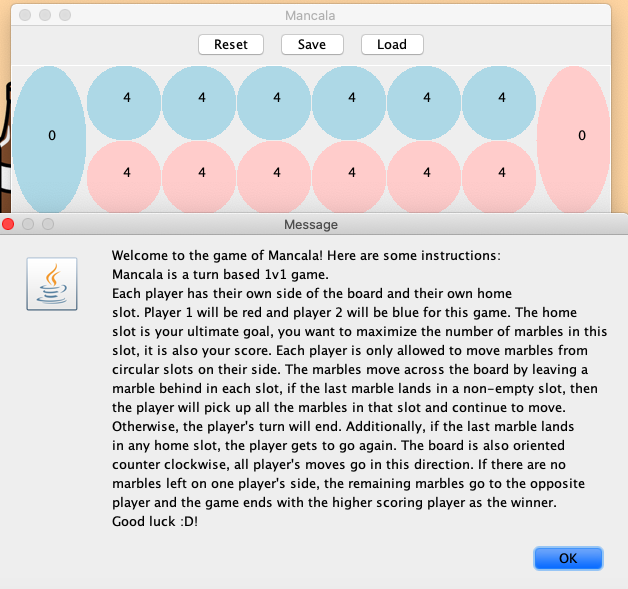 Mancala
Reset Save Load
4 4 4 4 4 4
0 0
4 4 4 4 4 4
Message
Welcome to the game of Mancala! Here are some instructions:
Mancala is a turn based 1v1 game.
Each player has their own side of the board and their own home
slot. Player 1 will be red and player 2 will be blue for this game. The home
slot is your ultimate goal, you want to maximize the number of marbles in this
slot, it is also your score. Each player is only allowed to move marbles from
circular slots on their side. The marbles move across the board by leaving a
marble behind in each slot, if the last marble lands in a non-empty slot, then
the player will pick up all the marbles in that slot and continue to move.
Otherwise, the player's turn will end. Additionally, if the last marble lands
in any home slot, the player gets to go again. The board is also oriented
counter clockwise, all player's moves go in this direction. If there are no
marbles left on one player's side, the remaining marbles go to the opposite
player and the game ends with the higher scoring player as the winner.
Good luck :D!
OK